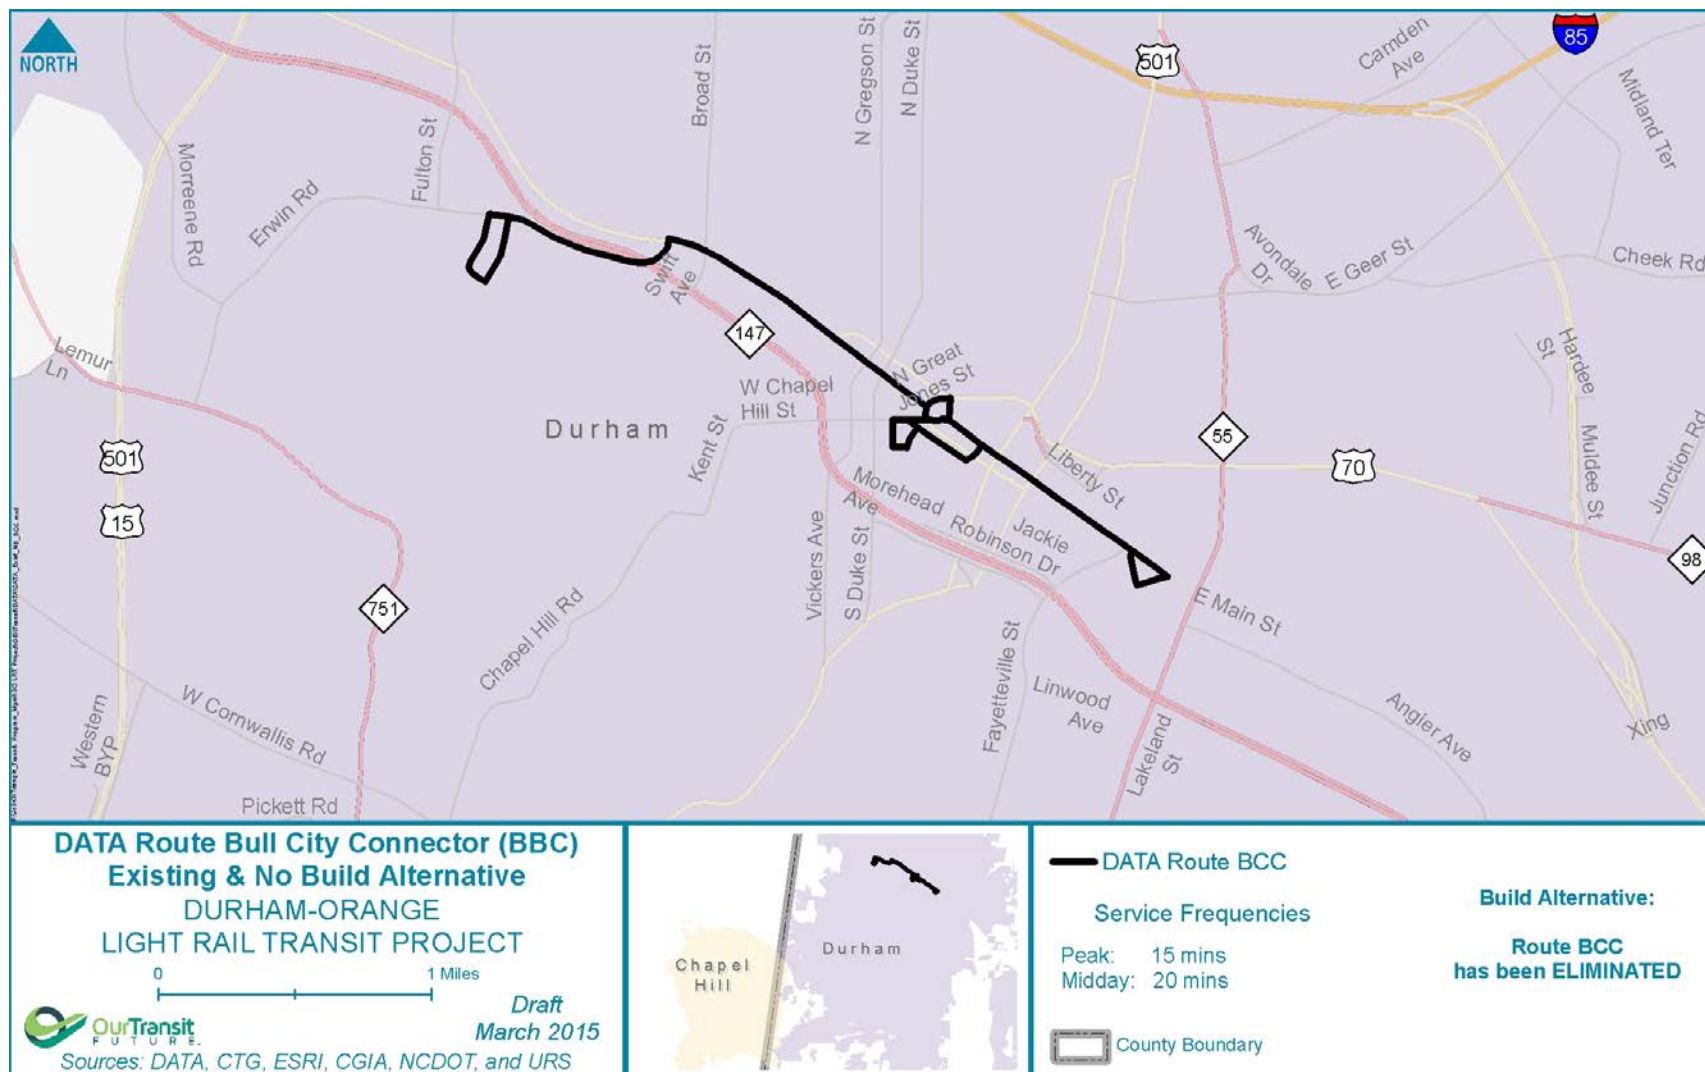 NORTH
Broad St
N Gregson St
N Duke St
501
85
Camden
Ave
Midland Ter
Fulton St
Morreene Rd
Erwin Rd
Swift
Ave
Avondale
Dr
E Geer St
Cheek Rd
Lemur
Ln
147
N Great
Jones St
W Chapel
Hill St
Hardee
St
Durham
Kent St
55
Liberty St
70
Muldee St
Junction Rd
501
15
Morehead
Ave
Jackie
Robinson Dr
98
Vickers Ave
S Duke St
751
Chapel Hill Rd
E Main St
Fayetteville St
Linwood
Ave
Angier Ave
Xing
Western
BYP
W Cornwallis Rd
Lakeland
St
Pickett Rd
DATA Route Bull City Connector (BBC)
Existing & No Build Alternative
DURHAM-ORANGE
LIGHT RAIL TRANSIT PROJECT
0 1 Miles
Draft
March 2015
OurTransit
FUTURE
Sources: DATA, CTG, ESRI, CGIA, NCDOT, and URS
Durham
Chapel
Hill
DATA Route BCC
Service Frequencies
Peak: 15 mins
Midday: 20 mins
County Boundary
Build Alternative:
Route BCC
has been ELIMINATED